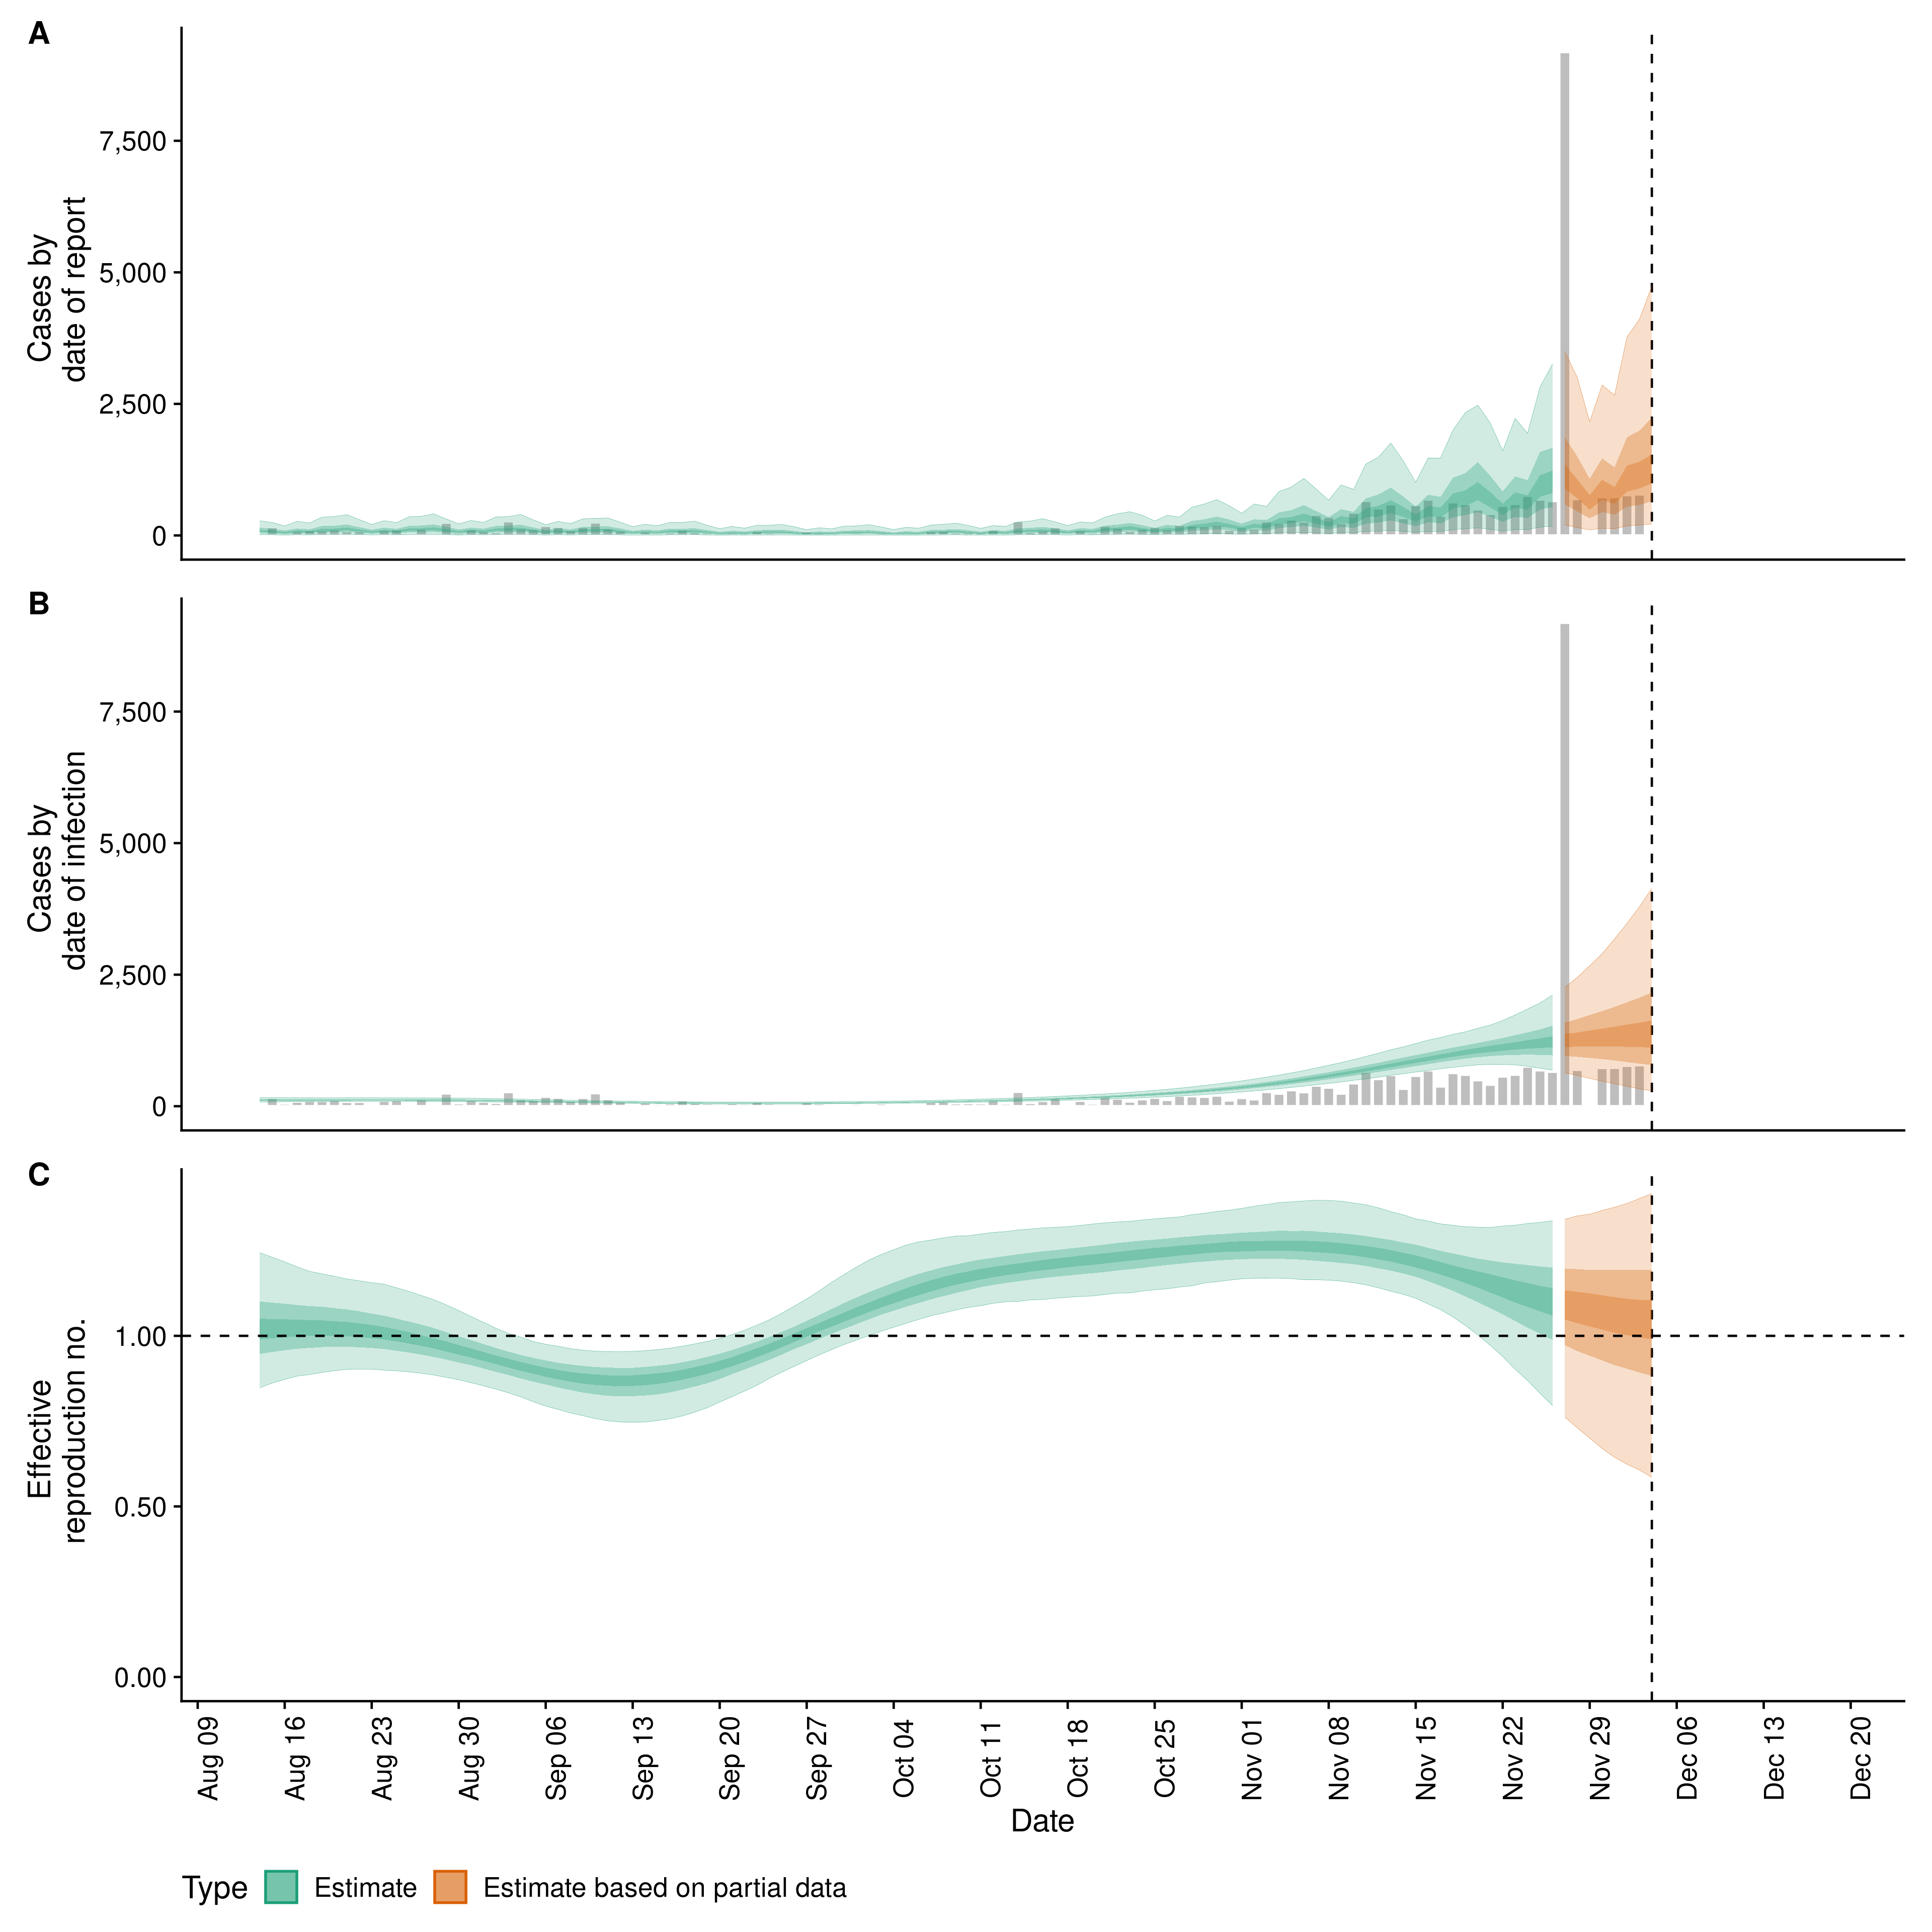 A
Cases by
date of report
7,500
5,000
2,500
0
B
Cases by
date of infection
7,500
5,000
2,500
0
C
Effective
reproduction no.
1.00
0.50
0.00
Aug 09
Aug 16
Aug 23
Aug 30
Sep 06
Sep 13
Sep 20
Sep 27
Oct 04
Oct 11
Oct 18
Oct 25
Nov 01
Nov 08
Nov 15
Nov 22
Nov 29
Dec 06
Dec 13
Dec 20
Date
Type Estimate Estimate based on partial data